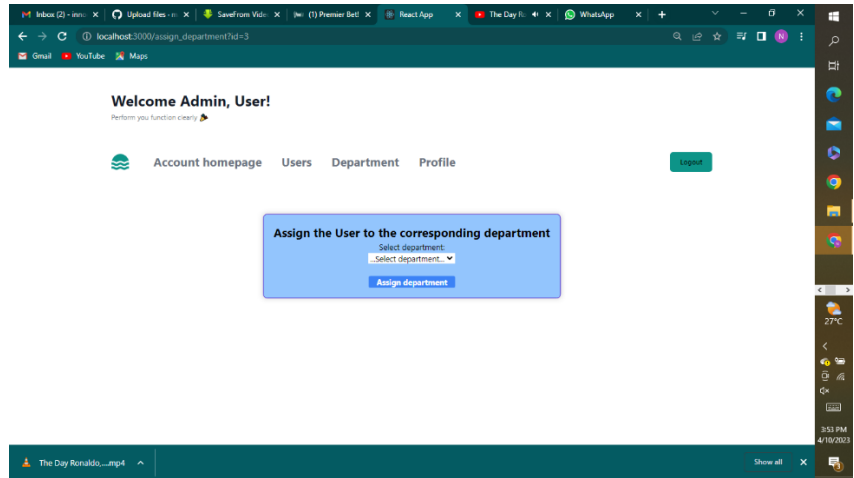 Inbox (2) - inno
Upload files - m
SaveFrom Vide
(1) Premier Betl
React App
The Day R
WhatsApp
localhost:3000/assign_department?id=3
N
Gmail
YouTube
Maps
Welcome Admin, User!
Perform you function clearly
Account homepage
Users
Department
Profile
Logout
Assign the User to the corresponding department
Select department:
...Select department...
Assign department
27°C
3:53 PM
4/10/2023
The Day Ronaldo,....mp4
Show all